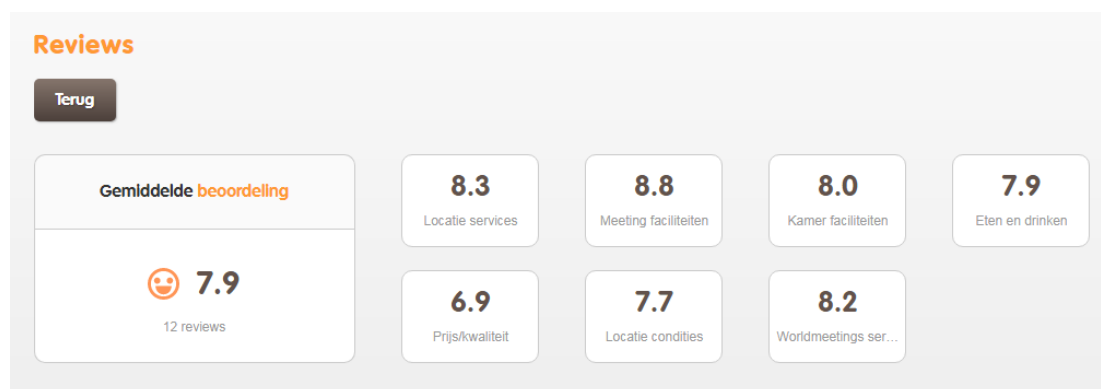 Reviews
Terug
Gemiddelde beoordeling
7.9
12 reviews
8.3
Locatie services
8.8
Meeting faciliteiten
8.0
Kamer faciliteiten
7.9
Eten en drinken
6.9
Prijs/kwaliteit
7.7
Locatie condities
8.2
Worldmeetings ser...